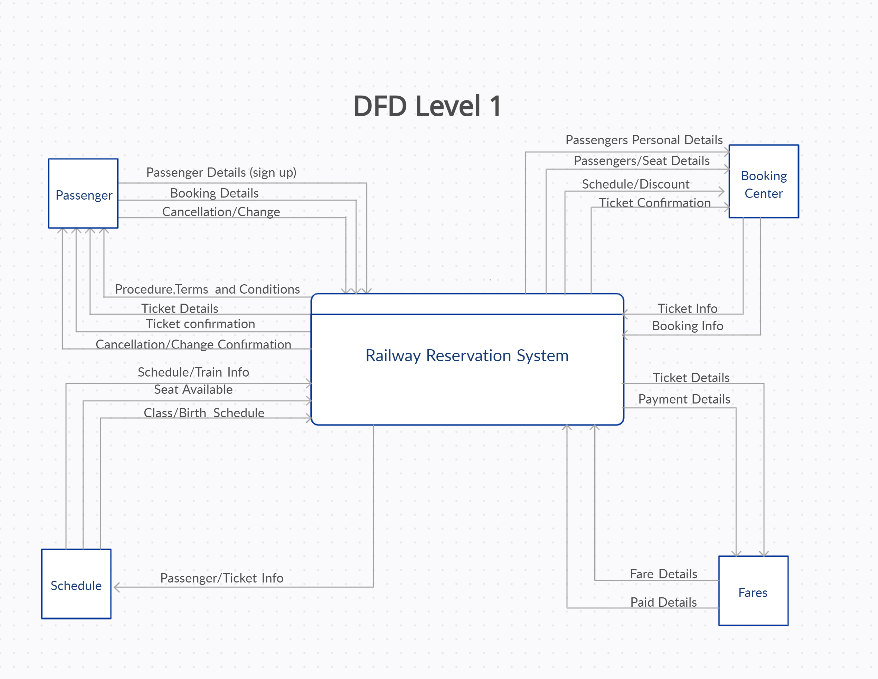 DFD Level 1
Passengers Personal Details
Passengers/Seat Details
Schedule/Discount
Ticket Confirmation
Booking
Center
Passenger
Passenger Details (sign up)
Booking Details
Cancellation/Change
Procedure,Terms and Conditions
Ticket Details
Ticket confirmation
Cancellation/Change Confirmation
Ticket Info
Booking Info
Railway Reservation System
Schedule/Train Info
Seat Available
Class/Birth Schedule
Ticket Details
Payment Details
Schedule
Passenger/Ticket Info
Fare Details
Paid Details
Fares